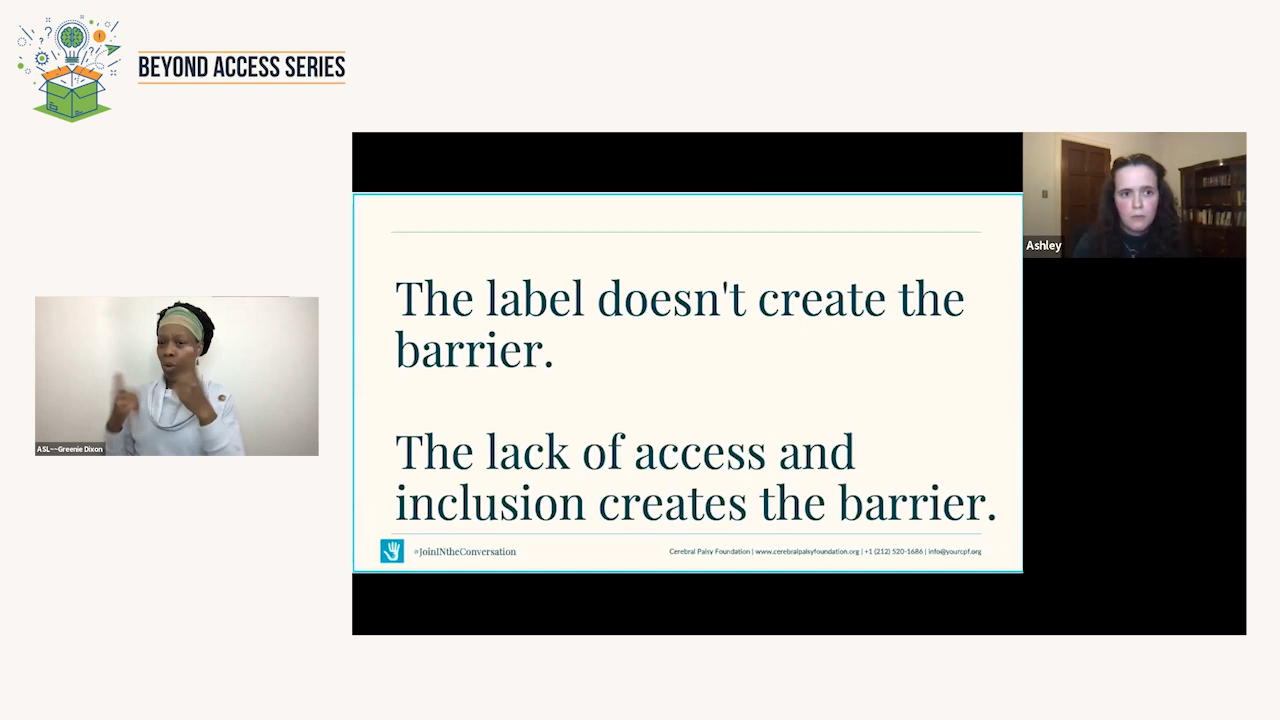 BEYOND ACCESS SERIES
Ashley
The label doesn't create the
barrier.
The lack of access and
inclusion creates the barrier.
@JoinINtheConversation
Cerebral Palsy Foundation | www.cerebralpalsyfoundation.org | +1 (212) 520-1686 | info@yourcpf.org
ASL--Greenie Dixon